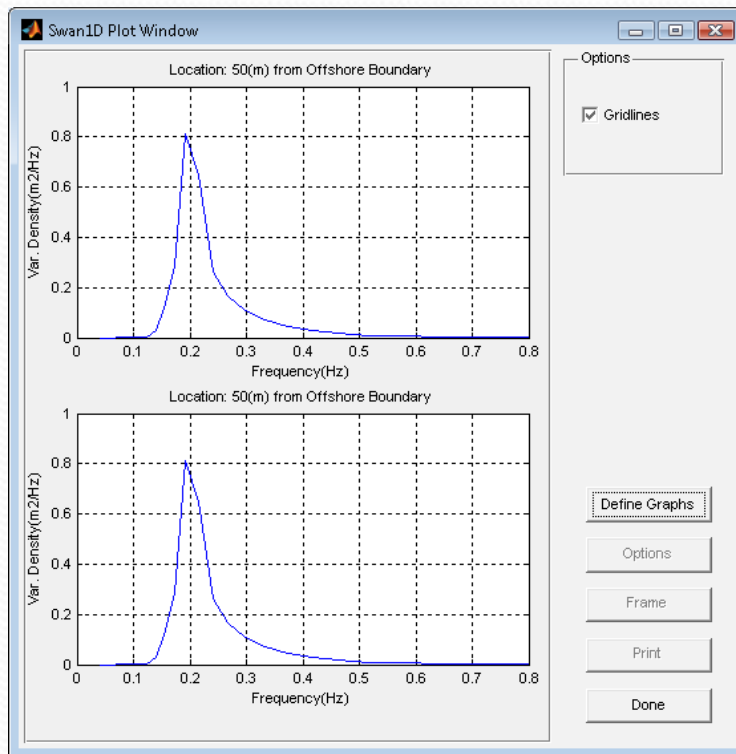 Swan1D Plot Window
Location: 50(m) from Offshore Boundary
1
0.8
0.6
0.4
0.2
0
Var. Density(m2/Hz)
0 0.1 0.2 0.3 0.4 0.5 0.6 0.7 0.8
Frequency(Hz)
Location: 50(m) from Offshore Boundary
1
0.8
0.6
0.4
0.2
0
Var. Density(m2/Hz)
0 0.1 0.2 0.3 0.4 0.5 0.6 0.7 0.8
Frequency(Hz)
Options
Gridlines
Define Graphs
Options
Frame
Print
Done